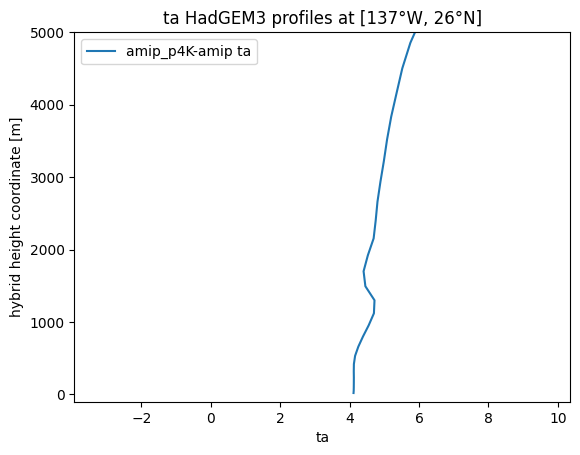 ta HadGEM3 profiles at [137°W, 26°N]
amip_p4K-amip ta
5000
4000
3000
2000
1000
0
hybrid height coordinate [m]
−2 0 2 4 6 8 10
ta